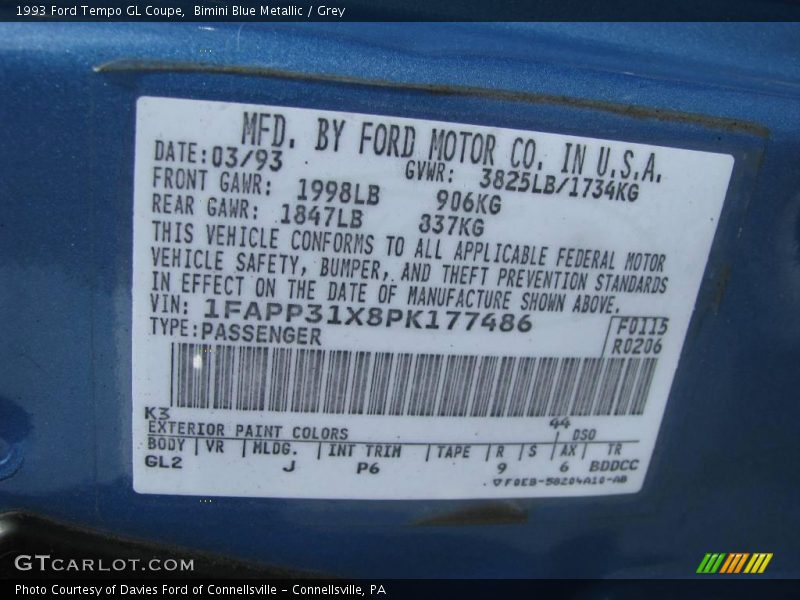 1993 Ford Tempo GL Coupe, Bimini Blue Metallic / Grey
MFD. BY FORD MOTOR CO. IN U.S.A.
DATE: 03/93 GVWR: 3825LB/1734KG
FRONT GAWR: 1998LB 906KG
REAR GAWR: 1847LB 837KG
THIS VEHICLE CONFORMS TO ALL APPLICABLE FEDERAL MOTOR
VEHICLE SAFETY, BUMPER, AND THEFT PREVENTION STANDARDS
IN EFFECT ON THE DATE OF MANUFACTURE SHOWN ABOVE.
VIN: 1FAPP31X8PK177486
TYPE: PASSENGER
F0115
R0206
K3 44
EXTERIOR PAINT COLORS DSO
BODY VR MLDG. INT TRIM TAPE R S AX TR
GL2 J P6 9 6 BDDCC
F0EB-58204A10-AB
GTCARLOT.COM
Photo Courtesy of Davies Ford of Connellsville - Connellsville, PA